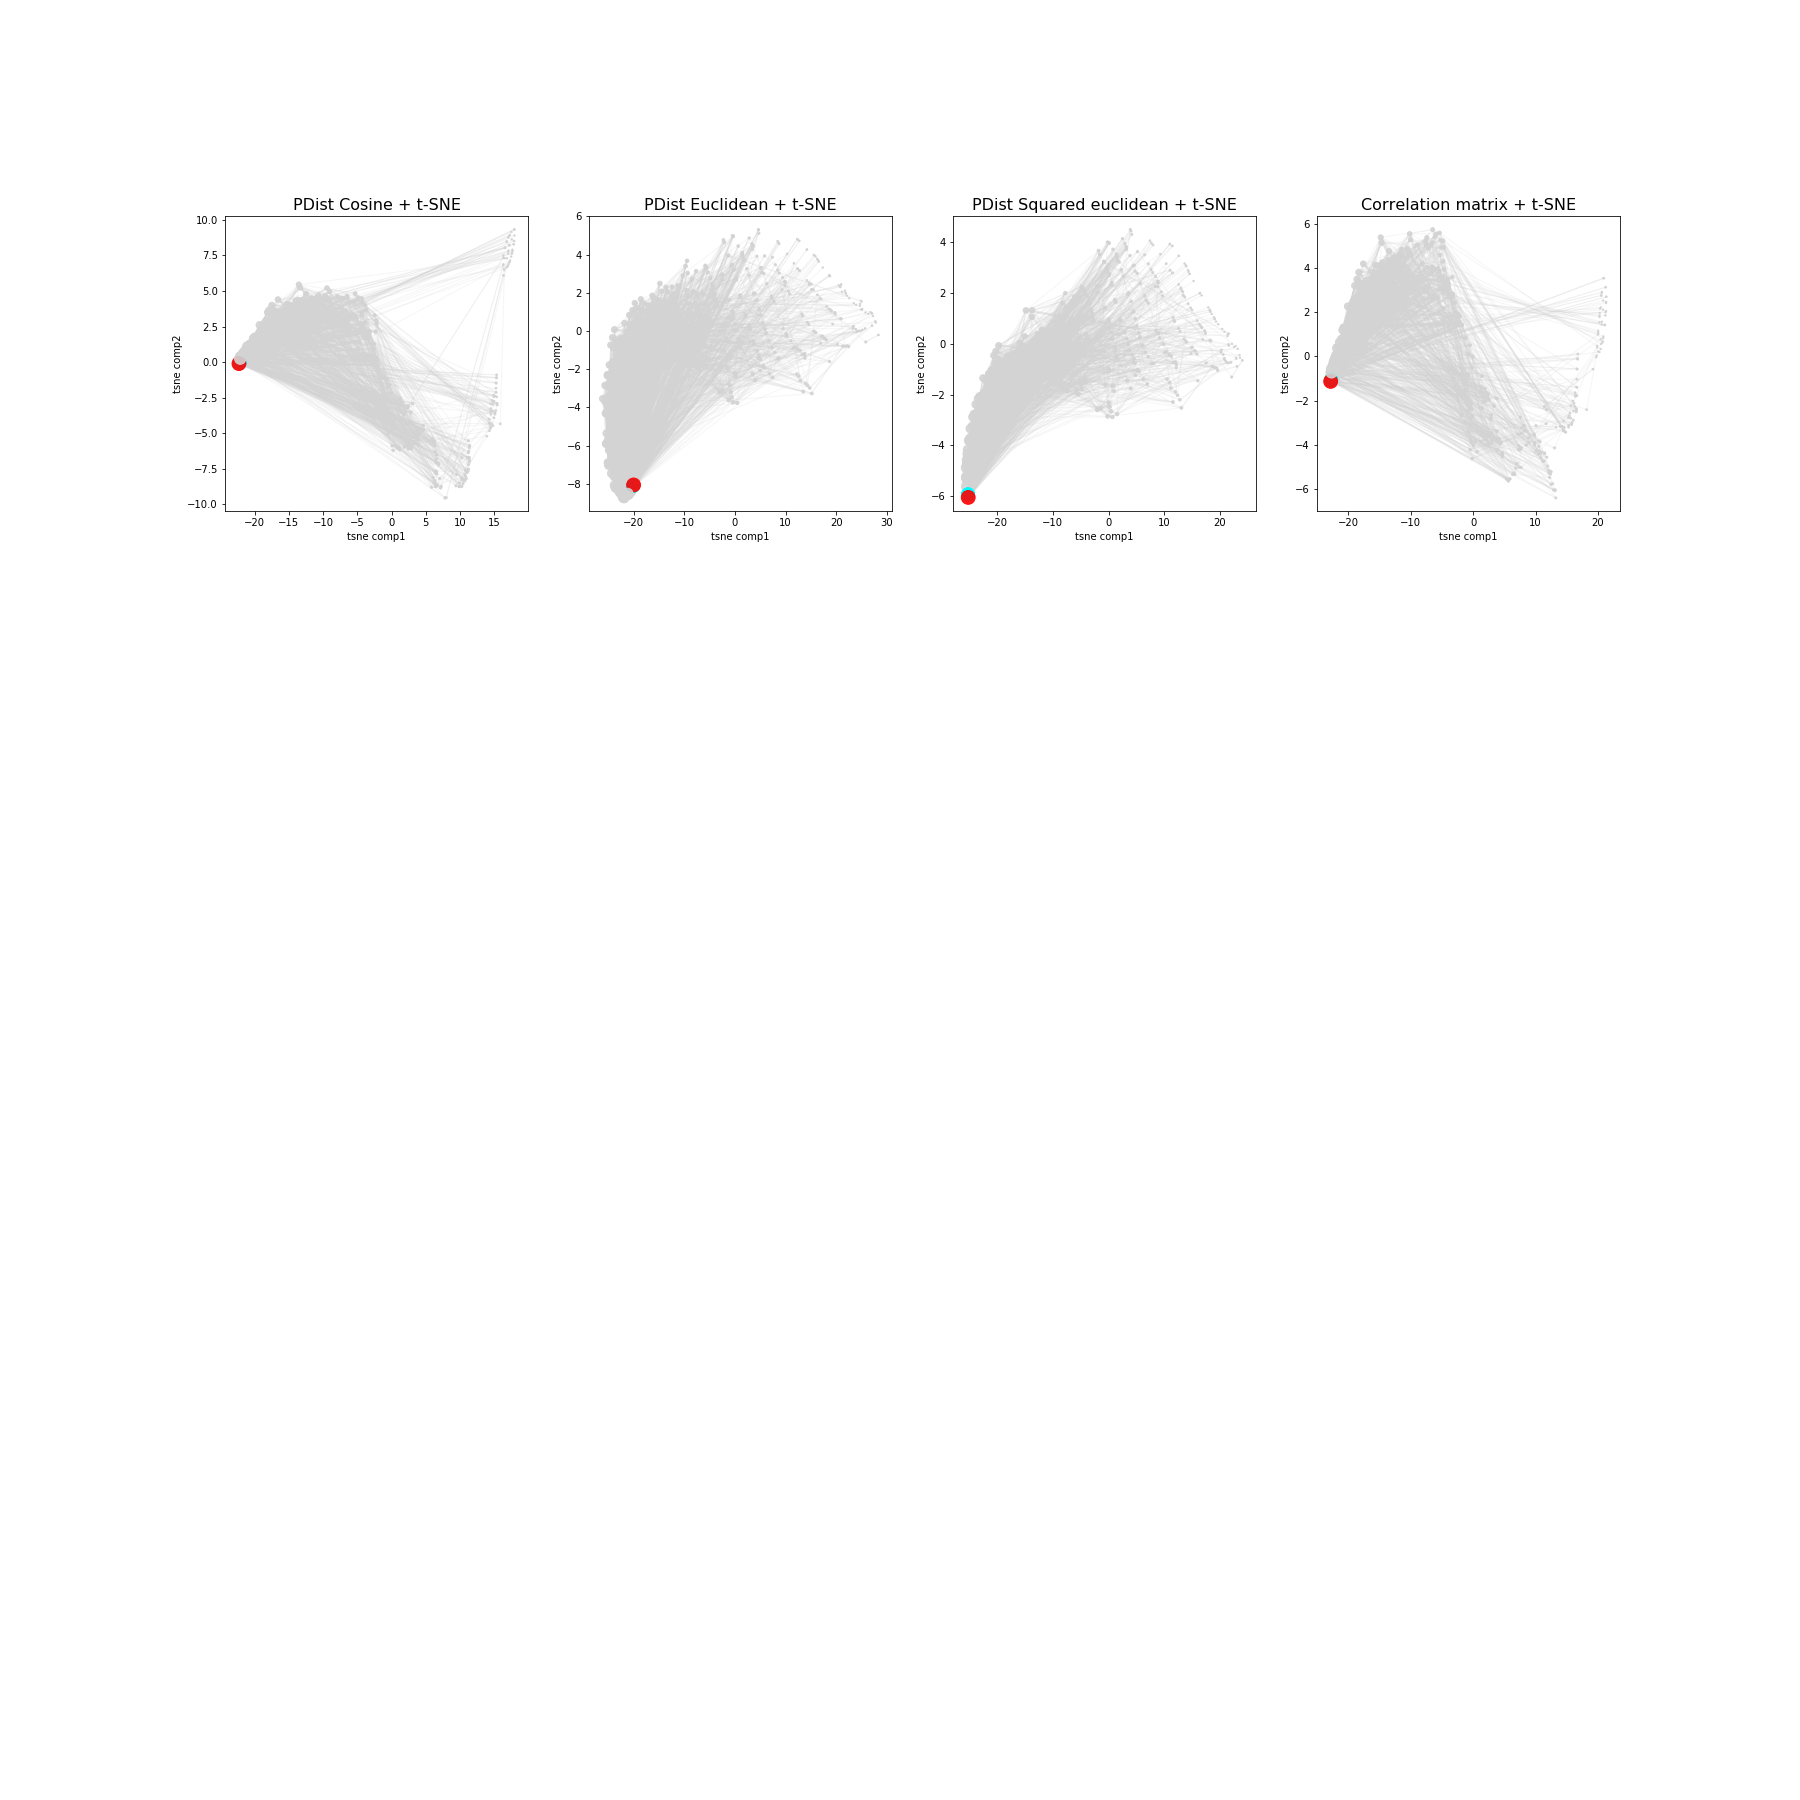 PDist Cosine + t-SNE
10.0
7.5
5.0
2.5
0.0
−2.5
−5.0
−7.5
−10.0
tsne comp2
−20 −15 −10 −5 0 5 10 15
tsne comp1
PDist Euclidean + t-SNE
6
4
2
0
−2
−4
−6
−8
tsne comp2
−20 −10 0 10 20 30
tsne comp1
PDist Squared euclidean + t-SNE
4
2
0
−2
−4
−6
tsne comp2
−20 −10 0 10 20
tsne comp1
Correlation matrix + t-SNE
6
4
2
0
−2
−4
−6
tsne comp2
−20 −10 0 10 20
tsne comp1